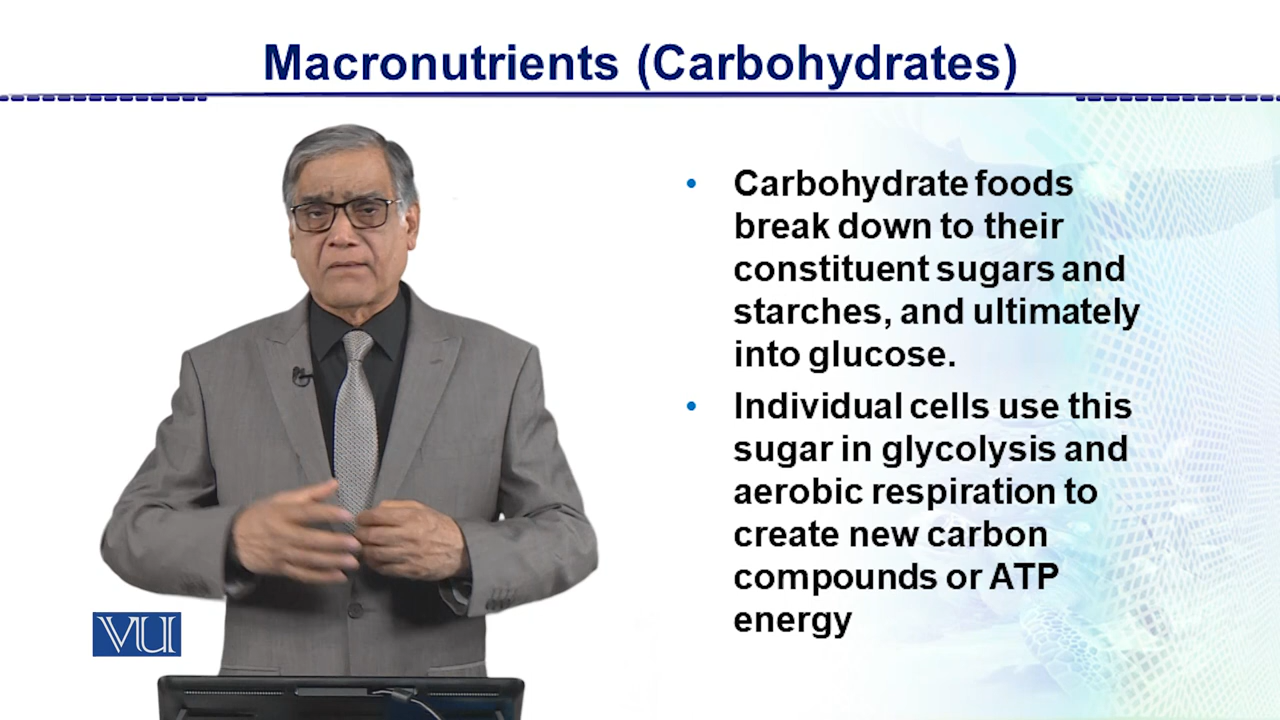 Macronutrients (Carbohydrates)
• Carbohydrate foods
break down to their
constituent sugars and
starches, and ultimately
into glucose.
• Individual cells use this
sugar in glycolysis and
aerobic respiration to
create new carbon
compounds or ATP
energy
VU